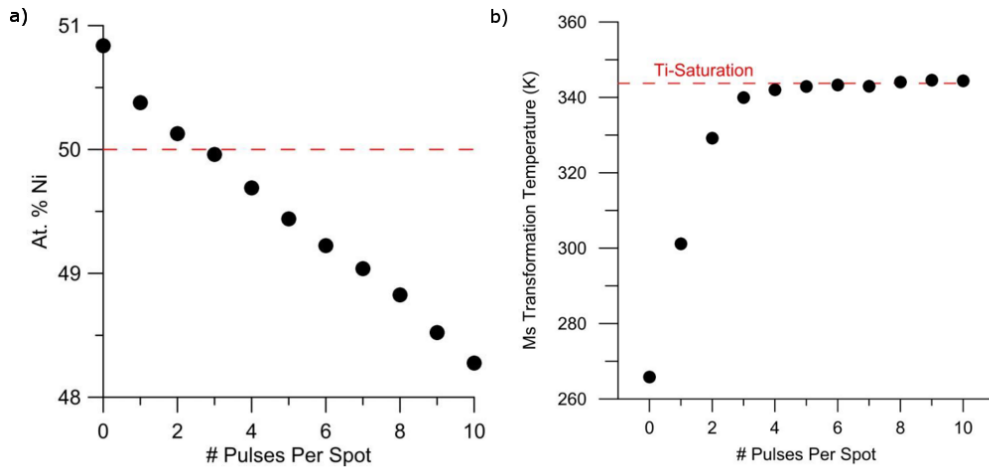 a)
51
50
49
48
At. % Ni
0 2 4 6 8 10
# Pulses Per Spot
b)
360
340
320
300
280
260
Ms Transformation Temperature (K)
Ti-Saturation
0 2 4 6 8 10
# Pulses Per Spot